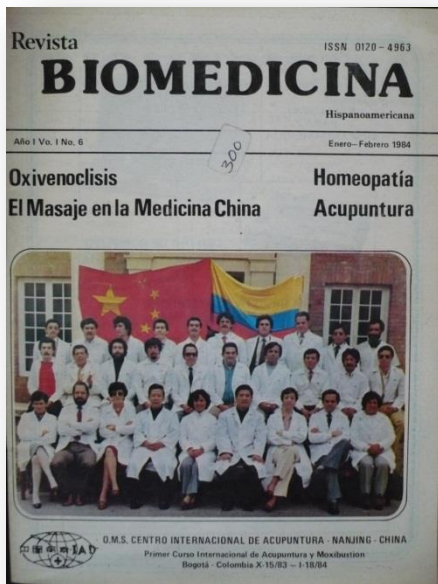 Revista
ISSN 0120-4963
BIOMEDICINA
Hispanoamericana
Año I Vo. I No. 6
Enero-Febrero 1984
300
Oxivenoclisis
Homeopatía
El Masaje en la Medicina China
Acupuntura
O.M.S. CENTRO INTERNACIONAL DE ACUPUNTURA - NANJING - CHINA
Primer Curso Internacional de Acupuntura y Moxibustion
Bogotá - Colombia X-15/83 - I-18/84